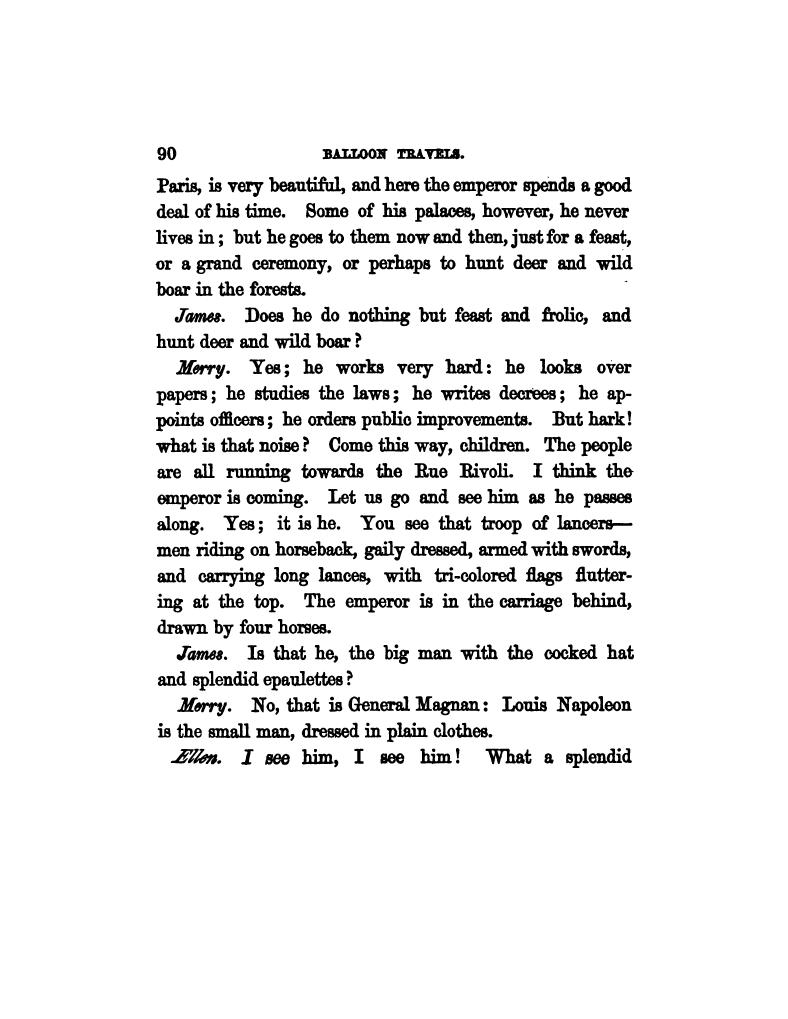 90 BALLOON TRAVELS.
Paris, is very beautiful, and here the emperor spends a good
deal of his time. Some of his palaces, however, he never
lives in; but he goes to them now and then, just for a feast,
or a grand ceremony, or perhaps to hunt deer and wild
boar in the forests.
James. Does he do nothing but feast and frolic, and
hunt deer and wild boar?
Merry. Yes; he works very hard: he looks over
papers; he studies the laws; he writes decrees; he ap-
points officers; he orders public improvements. But hark!
what is that noise? Come this way, children. The people
are all running towards the Rue Rivoli. I think the
emperor is coming. Let us go and see him as he passes
along. Yes; it is he. You see that troop of lancers—
men riding on horseback, gaily dressed, armed with swords,
and carrying long lances, with tri-colored flags flutter-
ing at the top. The emperor is in the carriage behind,
drawn by four horses.
James. Is that he, the big man with the cocked hat
and splendid epaulettes?
Merry. No, that is General Magnan: Louis Napoleon
is the small man, dressed in plain clothes.
Ellen. I see him, I see him! What a splendid